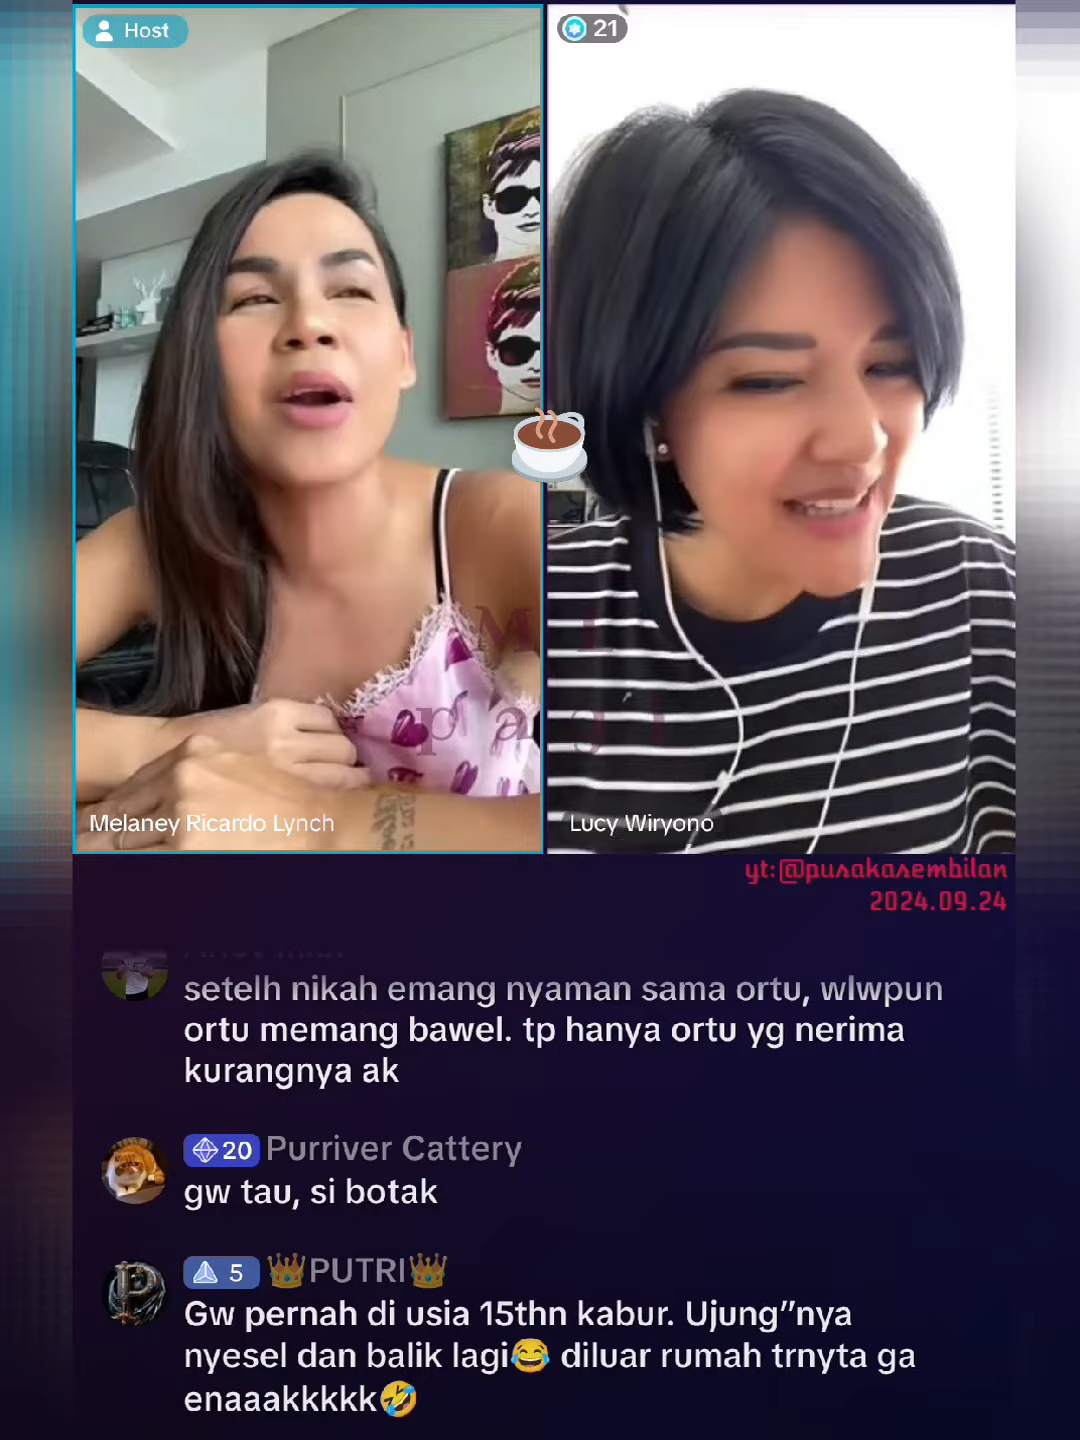 Host
21
Mi
pagi
Melaney Ricardo Lynch
Lucy Wiryono
yt:@pusakasembilan
2024.09.24
setelh nikah emang nyaman sama ortu, wlwpun
ortu memang bawel. tp hanya ortu yg nerima
kurangnya ak
20 Purriver Cattery
gw tau, si botak
5 👑PUTRI👑
Gw pernah di usia 15thn kabur. Ujung"nya
nyesel dan balik lagi😂 diluar rumah trnyta ga
enaaakkkkk🤣